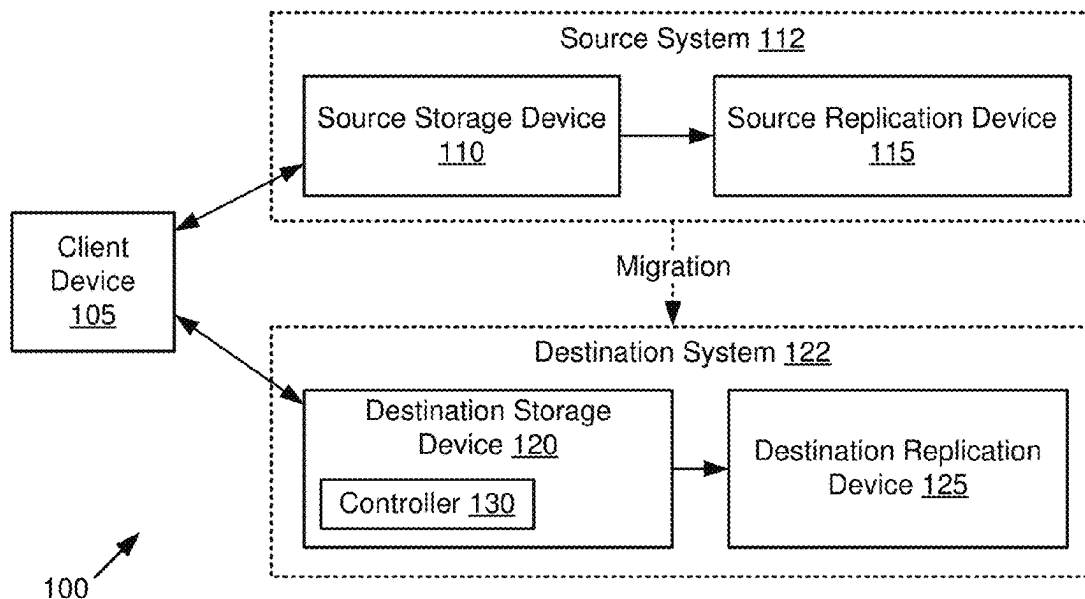 Source System 112
Source Storage Device
110
Source Replication Device
115
Client
Device
105
Migration
Destination System 122
Destination Storage
Device 120
Controller 130
Destination Replication
Device 125
100